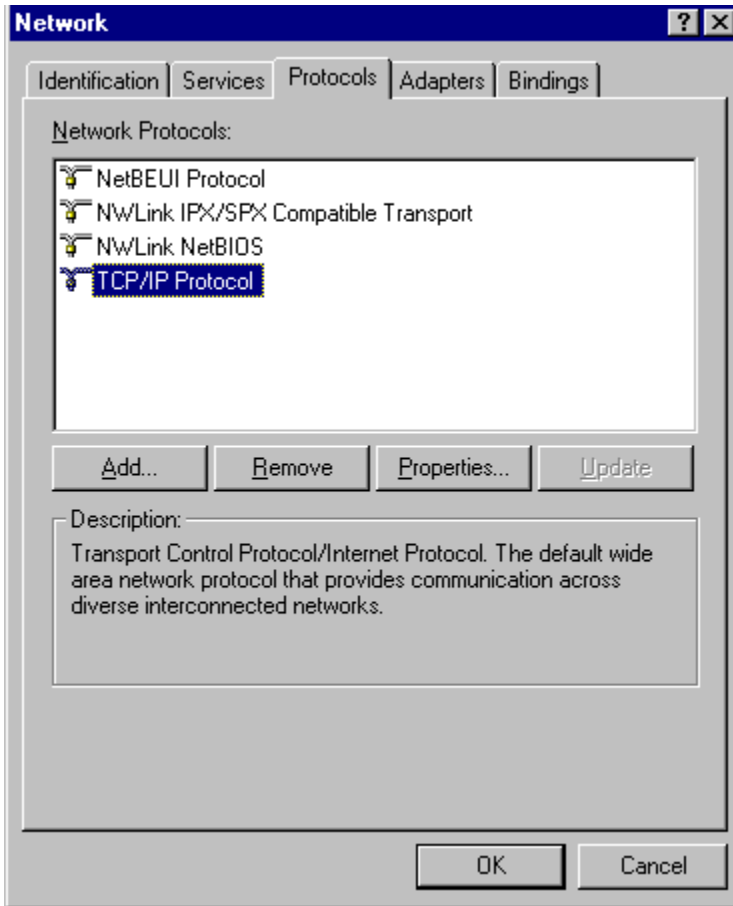 Network
Identification Services Protocols Adapters Bindings
Network Protocols:
NetBEUI Protocol
NWLink IPX/SPX Compatible Transport
NWLink NetBIOS
TCP/IP Protocol
Add... Remove Properties... Update
Description:
Transport Control Protocol/Internet Protocol. The default wide
area network protocol that provides communication across
diverse interconnected networks.
OK Cancel